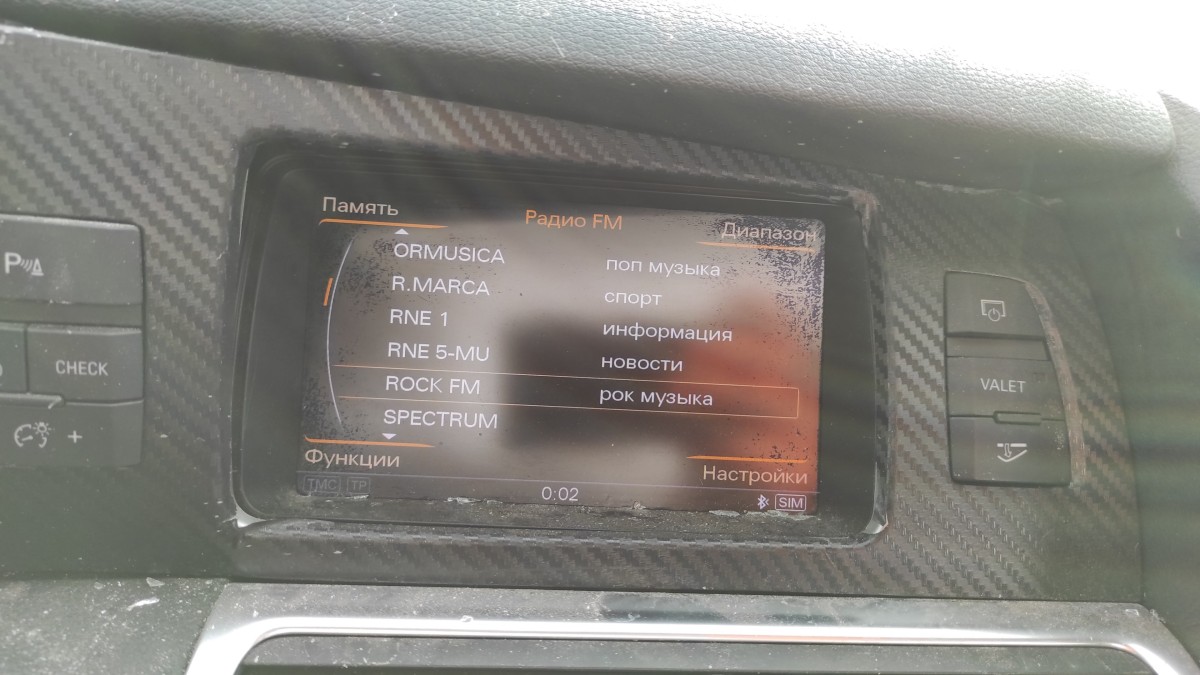 Память Радио FM Диапазон
ORMUSICA поп музыка
R.MARCA спорт
RNE 1 информация
RNE 5-MU новости
ROCK FM рок музыка
SPECTRUM
Функции Настройки
TMC TP 0:02 SIM
P
CHECK
+
VALET